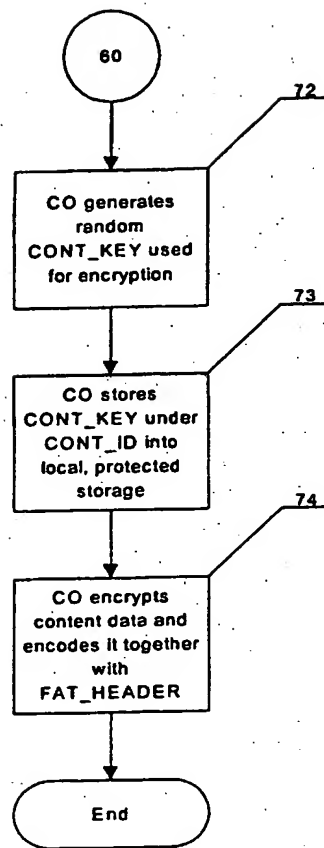 60
72
CO generates
random
CONT_KEY used
for encryption
73
CO stores
CONT_KEY under
CONT_ID into
local, protected
storage
74
CO encrypts
content data and
encodes it together
with
FAT_HEADER
End